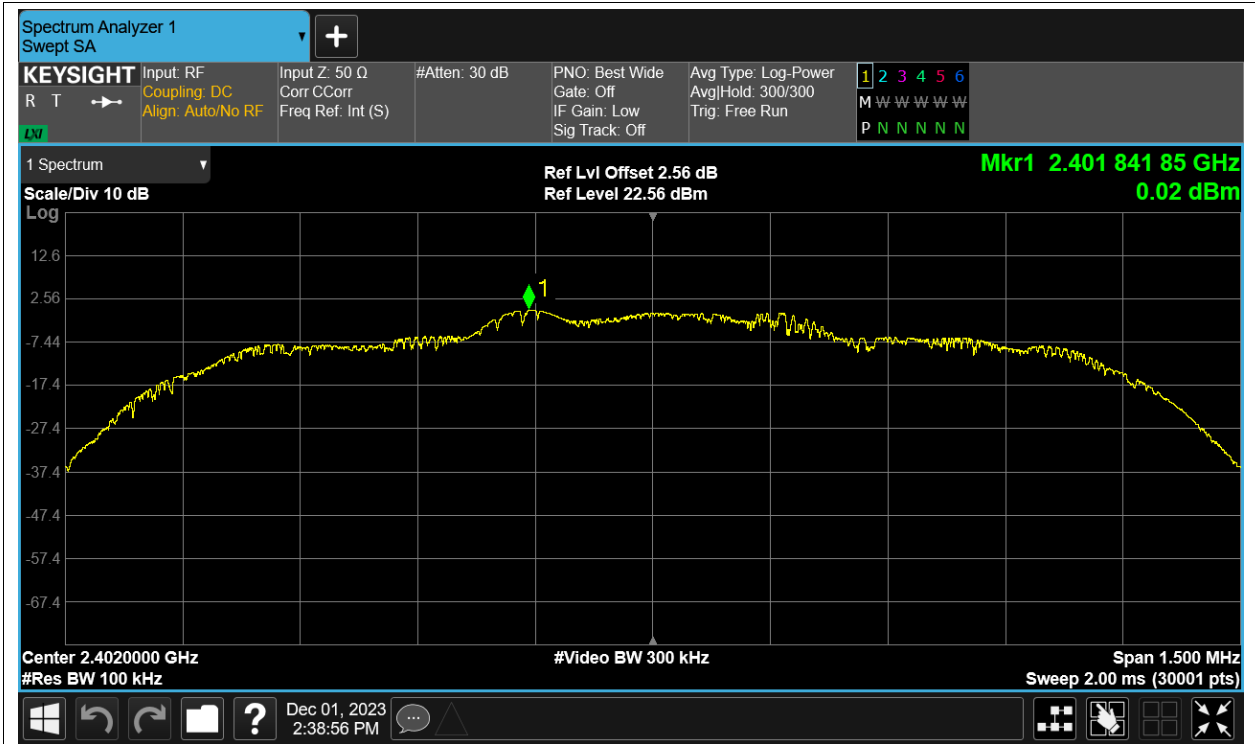 Spectrum Analyzer 1
Swept SA
KEYSIGHT
R T
LXI
Input: RF
Coupling: DC
Align: Auto/No RF
Input Z: 50 Ω
Corr CCorr
Freq Ref: Int (S)
#Atten: 30 dB
PNO: Best Wide
Gate: Off
IF Gain: Low
Sig Track: Off
Avg Type: Log-Power
Avg|Hold: 300/300
Trig: Free Run
1 2 3 4 5 6
M W W W W W
P N N N N N
1 Spectrum
Scale/Div 10 dB
Ref Lvl Offset 2.56 dB
Ref Level 22.56 dBm
Mkr1 2.401 841 85 GHz
0.02 dBm
Log
12.6
2.56
-7.44
-17.4
-27.4
-37.4
-47.4
-57.4
-67.4
1
Center 2.4020000 GHz
#Res BW 100 kHz
#Video BW 300 kHz
Span 1.500 MHz
Sweep 2.00 ms (30001 pts)
?
Dec 01, 2023
2:38:56 PM